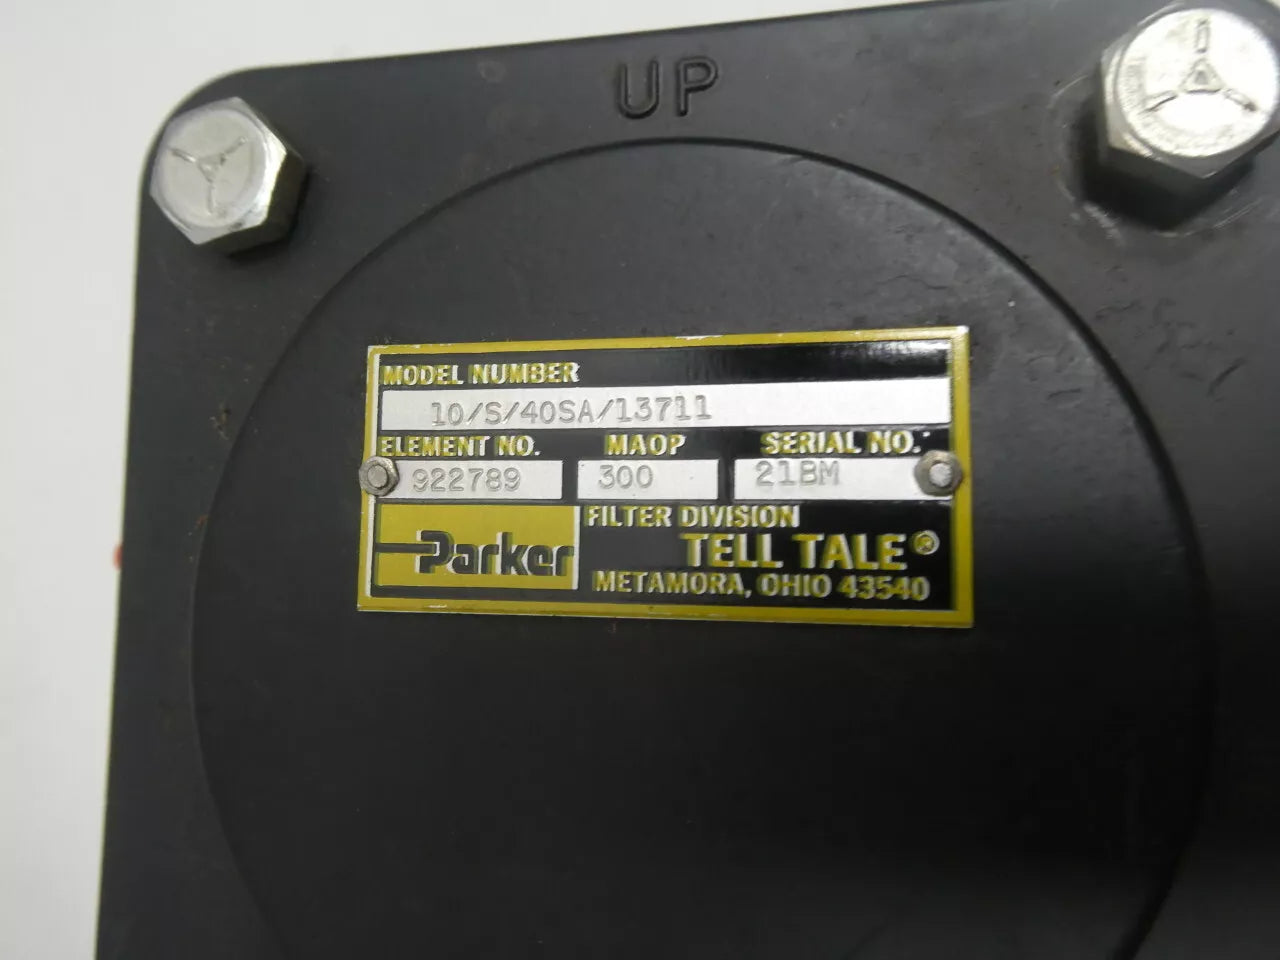 UP
MODEL NUMBER
10/S/40SA/13711
ELEMENT NO. MAOP SERIAL NO.
922789 300 21BM
Parker
FILTER DIVISION
TELL TALE®
METAMORA, OHIO 43540